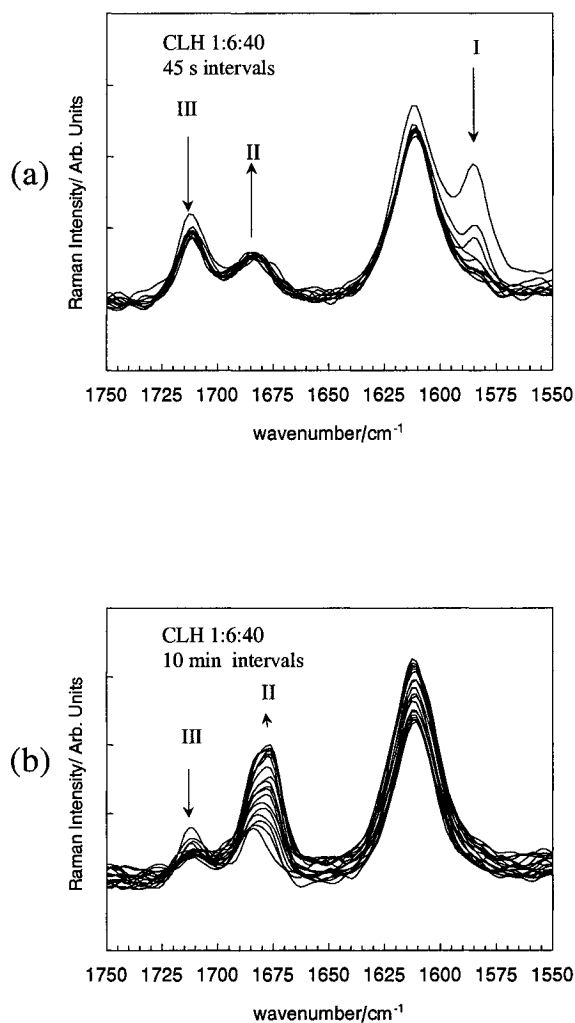 (a)
CLH 1:6:40
45 s intervals
III
II
I
Raman Intensity/ Arb. Units
1750 1725 1700 1675 1650 1625 1600 1575 1550
wavenumber/cm⁻¹
(b)
CLH 1:6:40
10 min intervals
III
II
Raman Intensity/ Arb. Units
1750 1725 1700 1675 1650 1625 1600 1575 1550
wavenumber/cm⁻¹